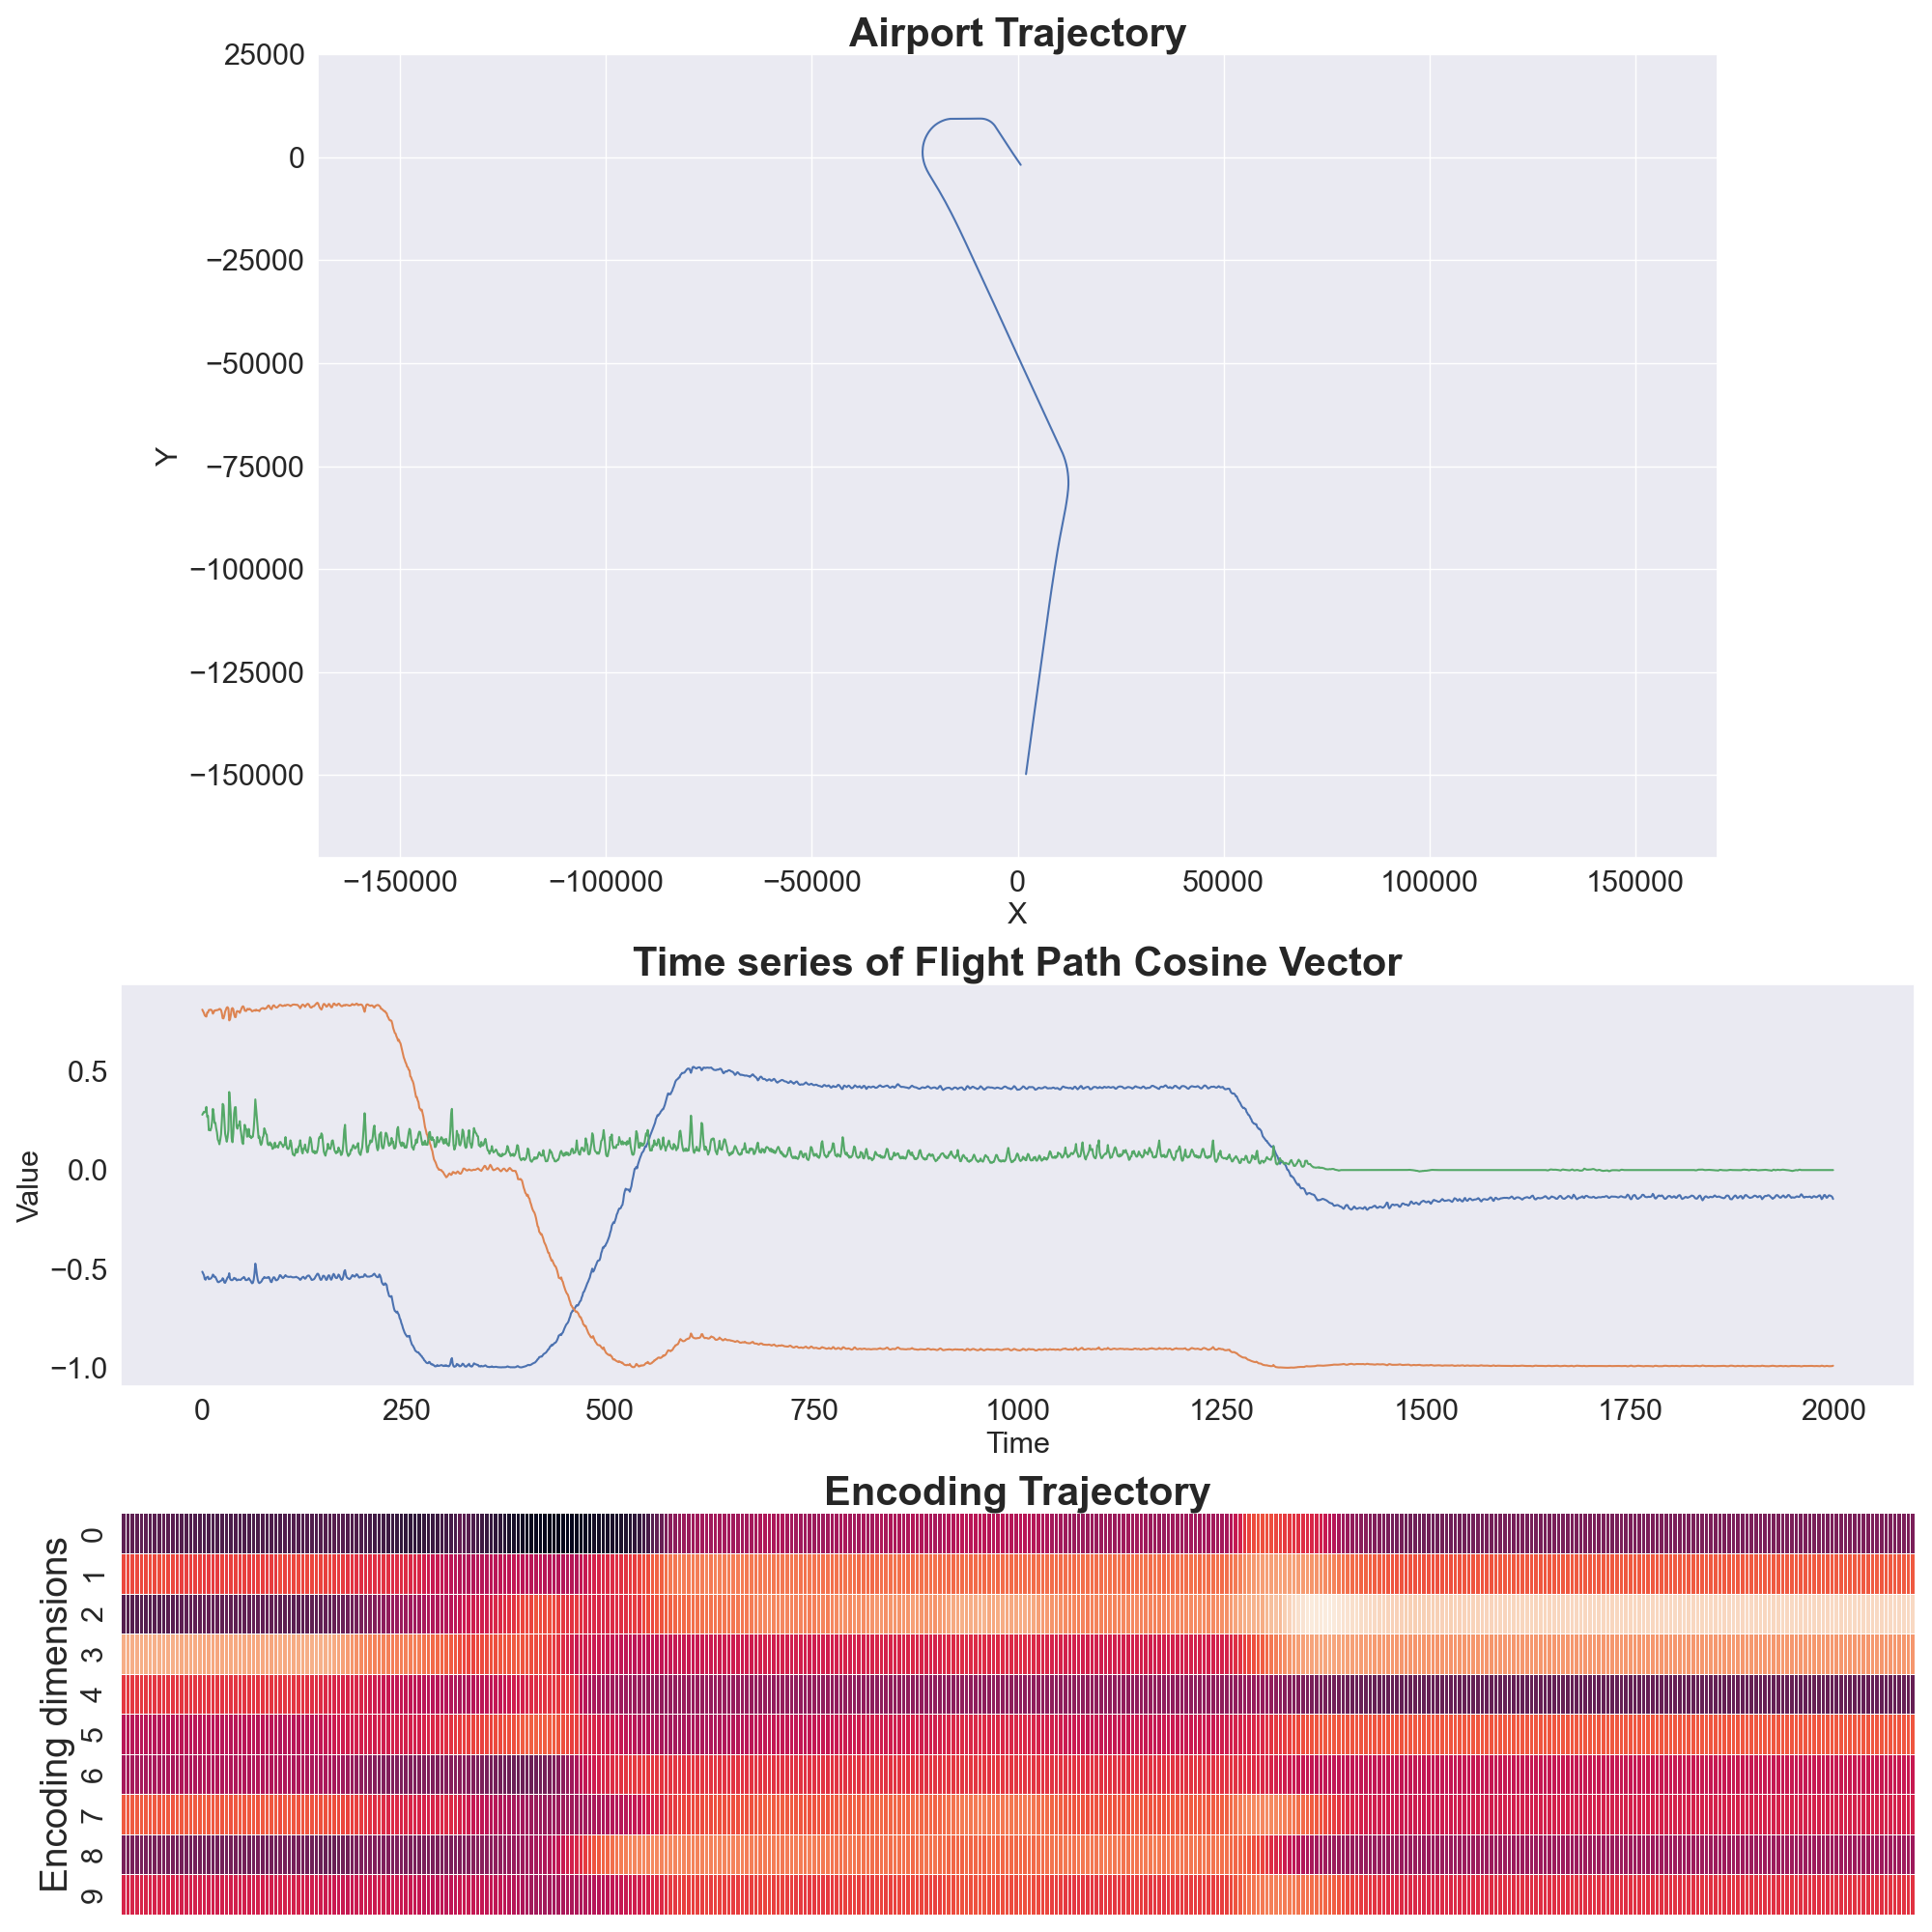 Airport Trajectory
25000
0
−25000
−50000
−75000
−100000
−125000
−150000
Y
−150000 −100000 −50000 0 50000 100000 150000
X
Time series of Flight Path Cosine Vector
0.5
0.0
−0.5
−1.0
Value
0 250 500 750 1000 1250 1500 1750 2000
Time
Encoding Trajectory
Encoding dimensions
0
1
2
3
4
5
6
7
8
9